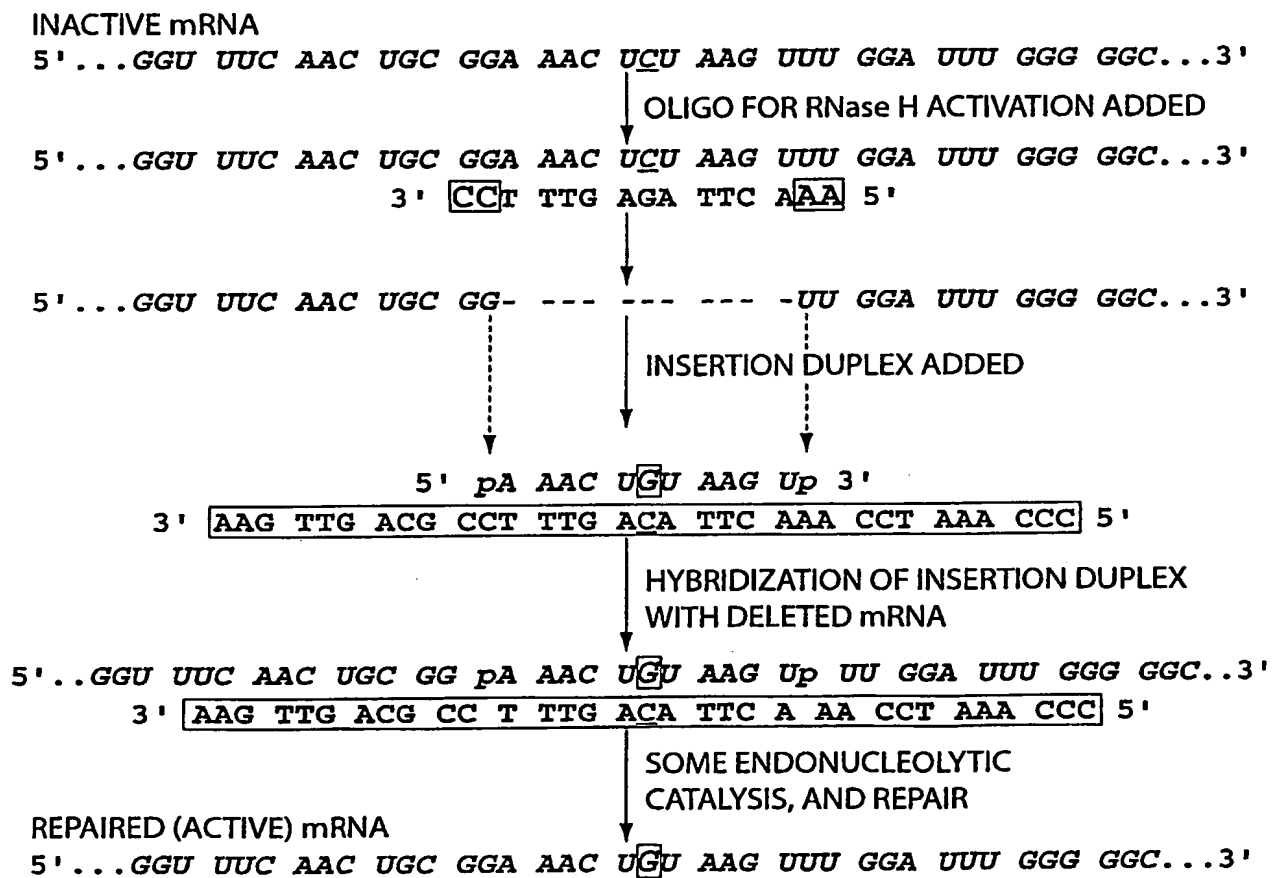 INACTIVE mRNA
5'...GGU UUC AAC UGC GGA AAC UCU AAG UUU GGA UUU GGG GGC...3'
OLIGO FOR RNase H ACTIVATION ADDED
5'...GGU UUC AAC UGC GGA AAC UCU AAG UUU GGA UUU GGG GGC...3'
3' CCT TTG AGA TTC AAA 5'
5'...GGU UUC AAC UGC GG- --- --- --- -UU GGA UUU GGG GGC...3'
INSERTION DUPLEX ADDED
5' pA AAC UGU AAG Up 3'
3' AAG TTG ACG CCT TTG ACA TTC AAA CCT AAA CCC 5'
HYBRIDIZATION OF INSERTION DUPLEX
WITH DELETED mRNA
5'..GGU UUC AAC UGC GG pA AAC UGU AAG Up UU GGA UUU GGG GGC..3'
3' AAG TTG ACG CC T TTG ACA TTC A AA CCT AAA CCC 5'
SOME ENDONUCLEOLYTIC
CATALYSIS, AND REPAIR
REPAIRED (ACTIVE) mRNA
5'...GGU UUC AAC UGC GGA AAC UGU AAG UUU GGA UUU GGG GGC...3'